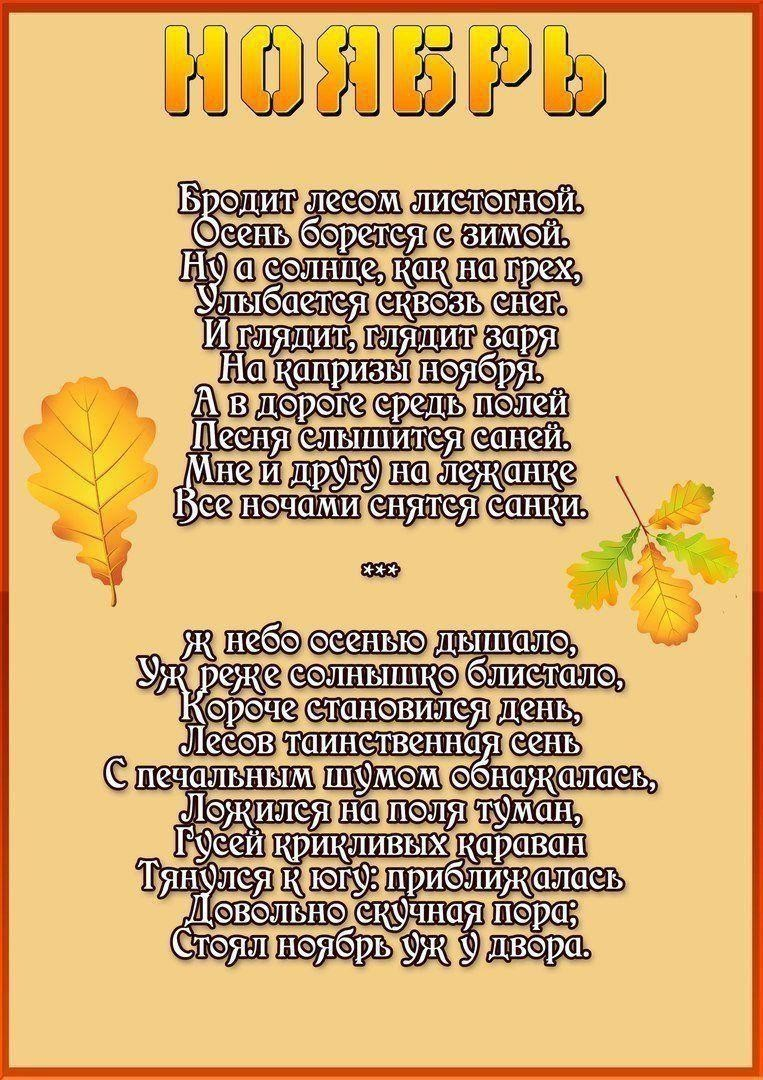 НОЯБРЬ
Бродит лесом листогной.
Осень борется с зимой.
Ну а солнце, как на грех,
Улыбается сквозь снег.
И глядит, глядит заря
На капризы ноября.
А в дороге средь полей
Песня слышится саней.
Мне и другу на лежанке
Все ночами снятся санки.
***
ж небо осенью дышало,
Уж реже солнышко блистало,
Короче становился день,
Лесов таинственная сень
С печальным шумом обнажалась,
Ложился на поля туман,
Гусей крикливых караван
Тянулся к югу: приближалась
Довольно скучная пора;
Стоял ноябрь уж у двора.